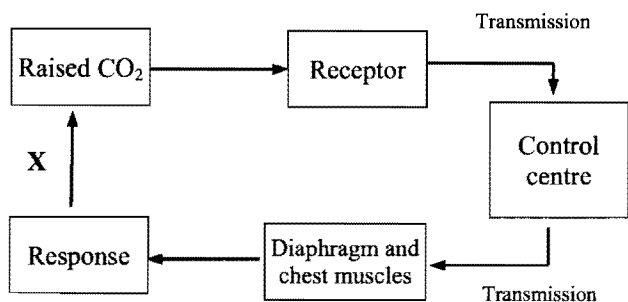 Transmission
Raised CO₂
Receptor
Control
centre
X
Response
Diaphragm and
chest muscles
Transmission